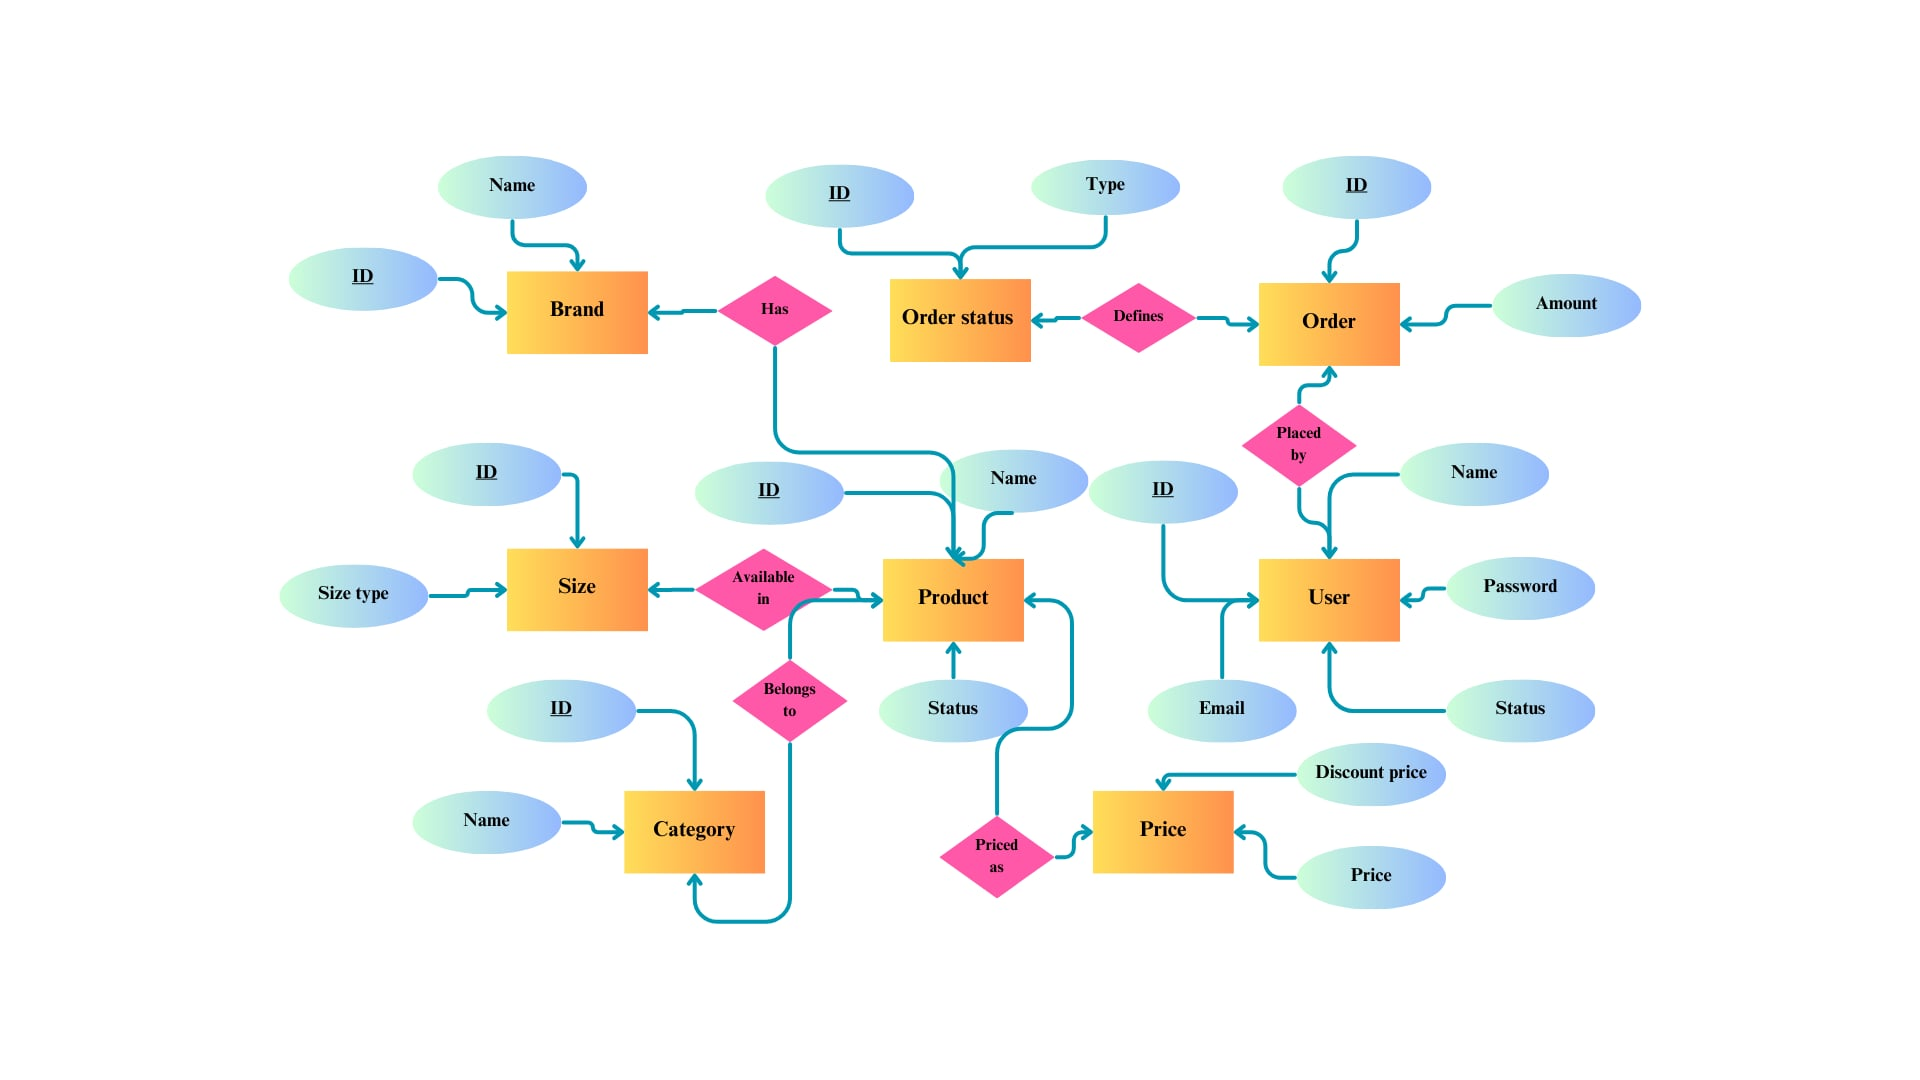 Name
ID
Type
ID
ID
Brand
Has
Order status
Defines
Order
Amount
Placed
by
ID
ID
Name
ID
Name
Size type
Size
Available
in
Product
User
Password
ID
Belongs
to
Status
Email
Status
Discount price
Name
Category
Priced
as
Price
Price